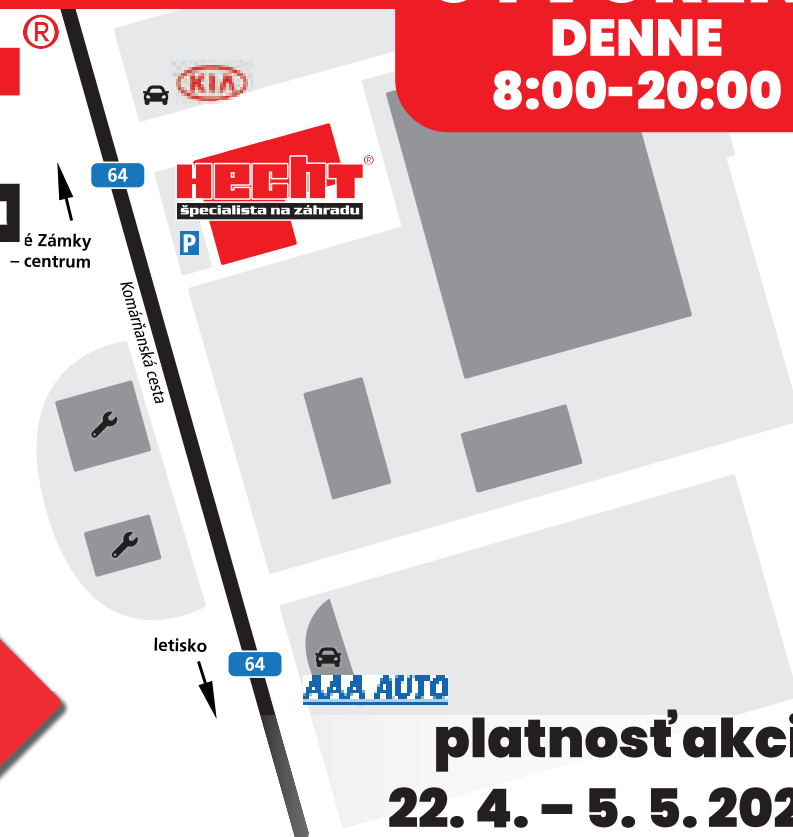 DENNE
8:00-20:00
®
KIA
64
HECHT®
špecialista na záhradu
P
é Zámky
– centrum
Komárňanská cesta
letisko
64
AAA AUTO
platnosť akci
22. 4. – 5. 5. 202